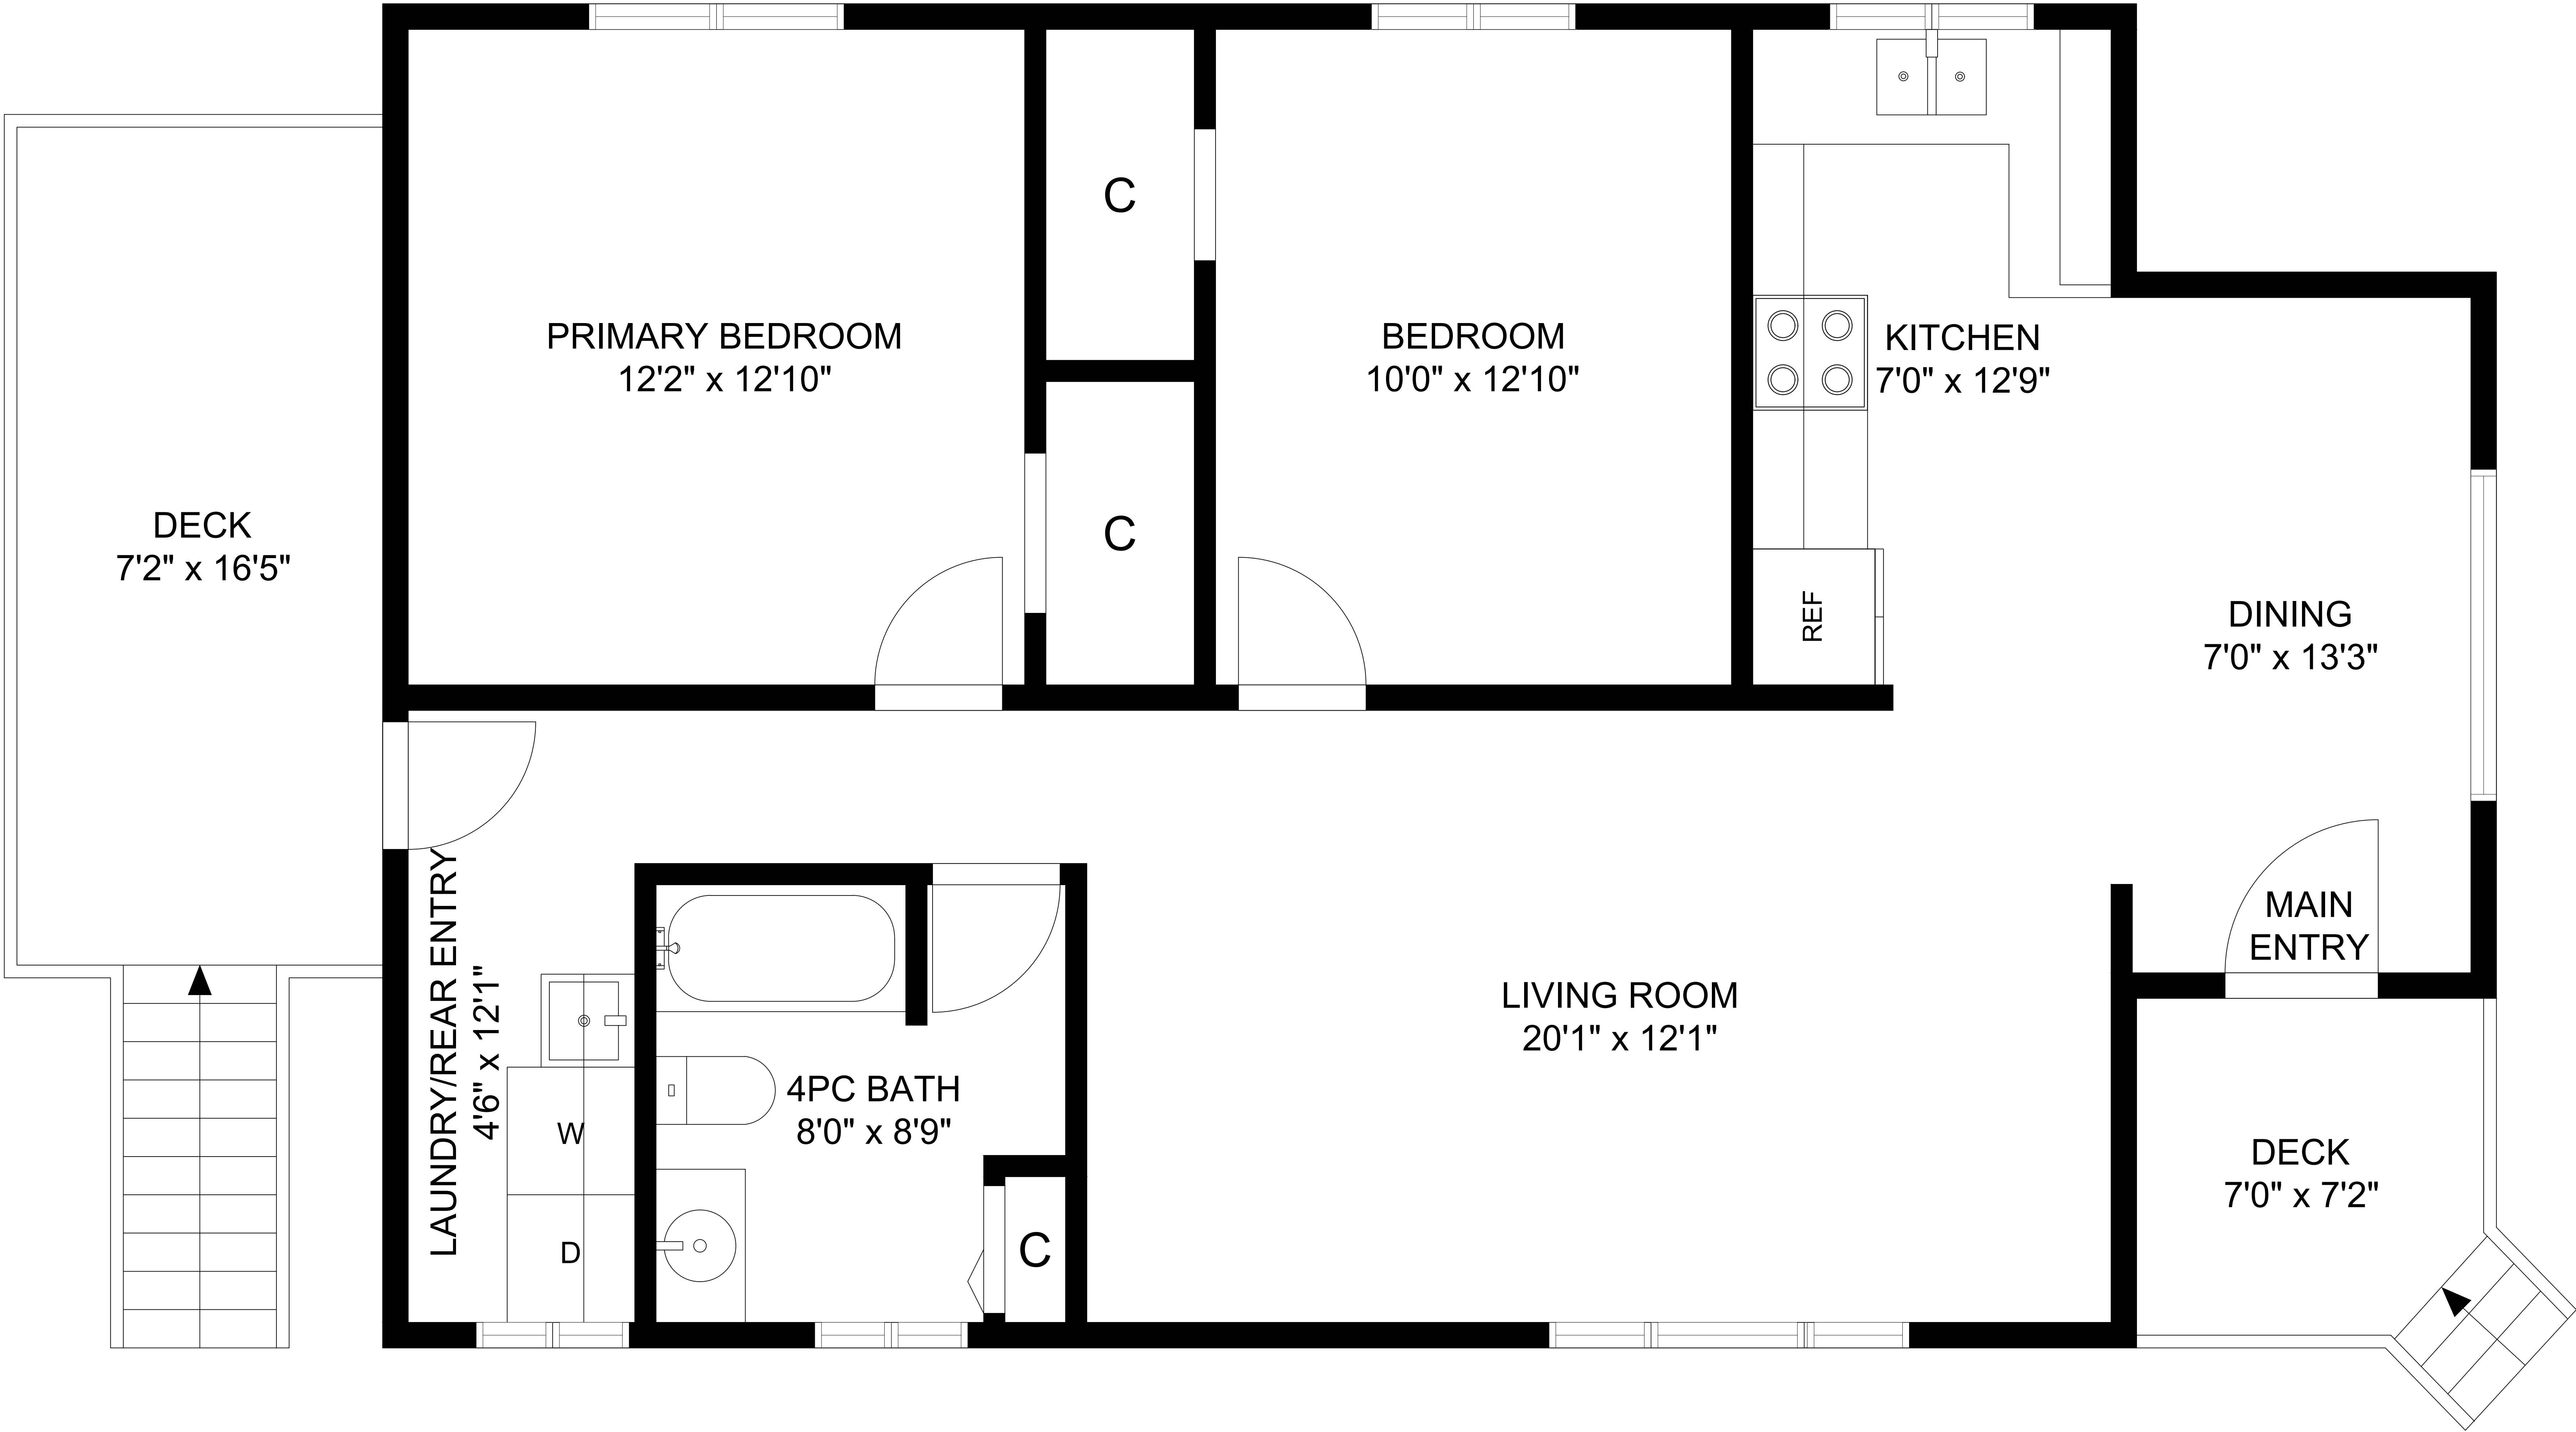 C
PRIMARY BEDROOM
12'2" x 12'10"
BEDROOM
10'0" x 12'10"
KITCHEN
7'0" x 12'9"
DECK
7'2" x 16'5"
C
REF
DINING
7'0" x 13'3"
MAIN
ENTRY
LAUNDRY/REAR ENTRY
4'6" x 12'1"
LIVING ROOM
20'1" x 12'1"
4PC BATH
8'0" x 8'9"
W
D
C
DECK
7'0" x 7'2"